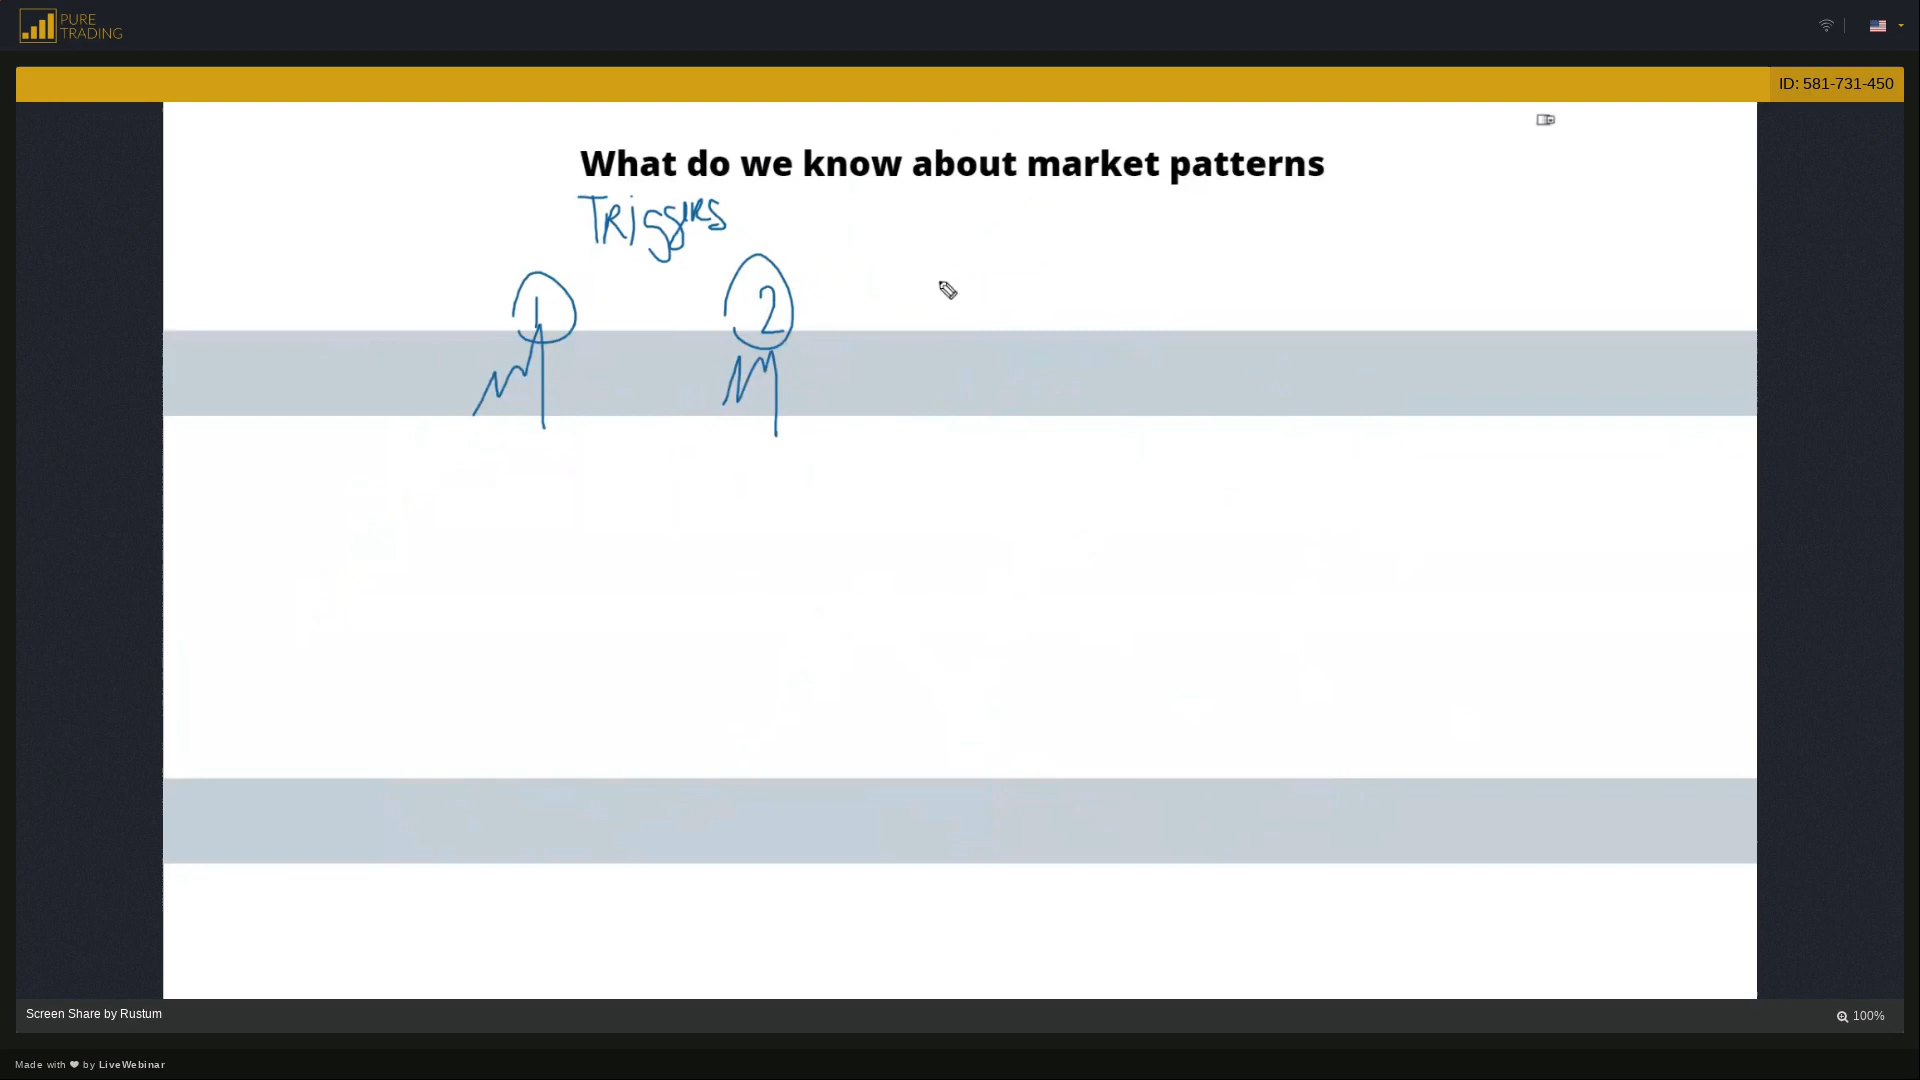 PURE
TRADING
ID: 581-731-450
What do we know about market patterns
TRiggeRS
1 2
Screen Share by Rustum
100%
Made with ❤ by LiveWebinar